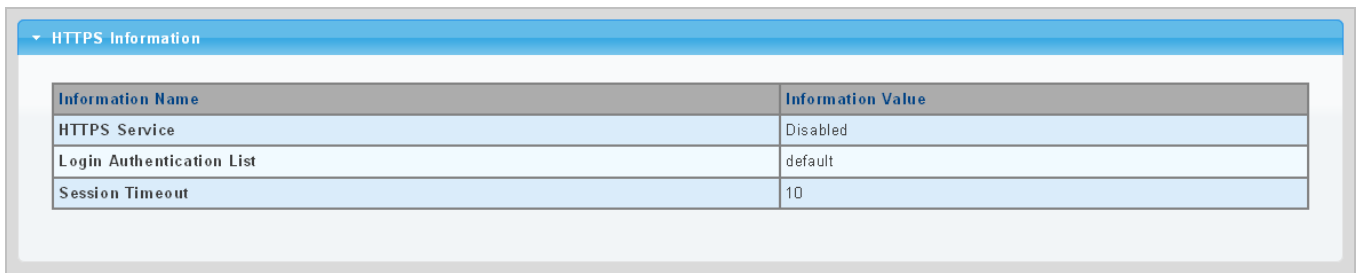 HTTPS Information
Information Name Information Value
HTTPS Service Disabled
Login Authentication List default
Session Timeout 10